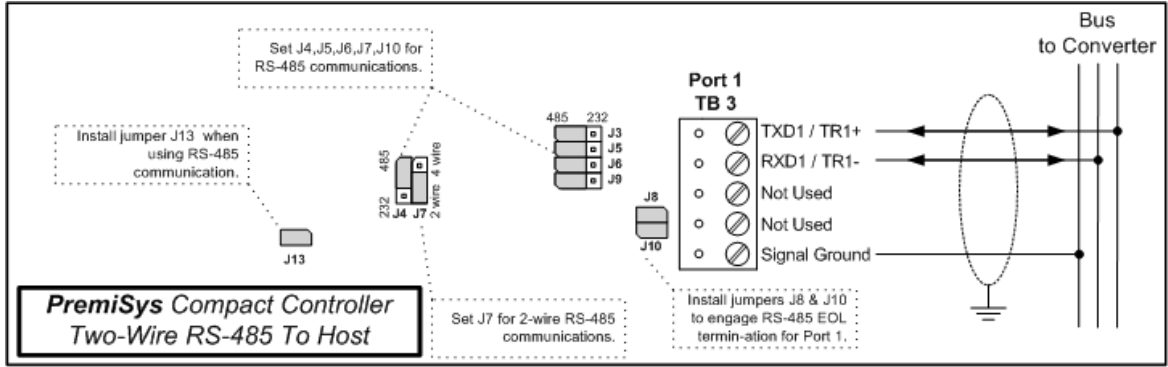 Bus
to Converter
Set J4,J5,J6,J7,J10 for
RS-485 communications.
Port 1
TB 3
Install jumper J13 when
using RS-485
communication.
485 232
J3
J5
J6
J9
TXD1 / TR1+
RXD1 / TR1-
Not Used
Not Used
Signal Ground
485
232
J4 J7
2 wire 4 wire
J8
J10
J13
PremiSys Compact Controller
Two-Wire RS-485 To Host
Set J7 for 2-wire RS-485
communications.
Install jumpers J8 & J10
to engage RS-485 EOL
termin-ation for Port 1.